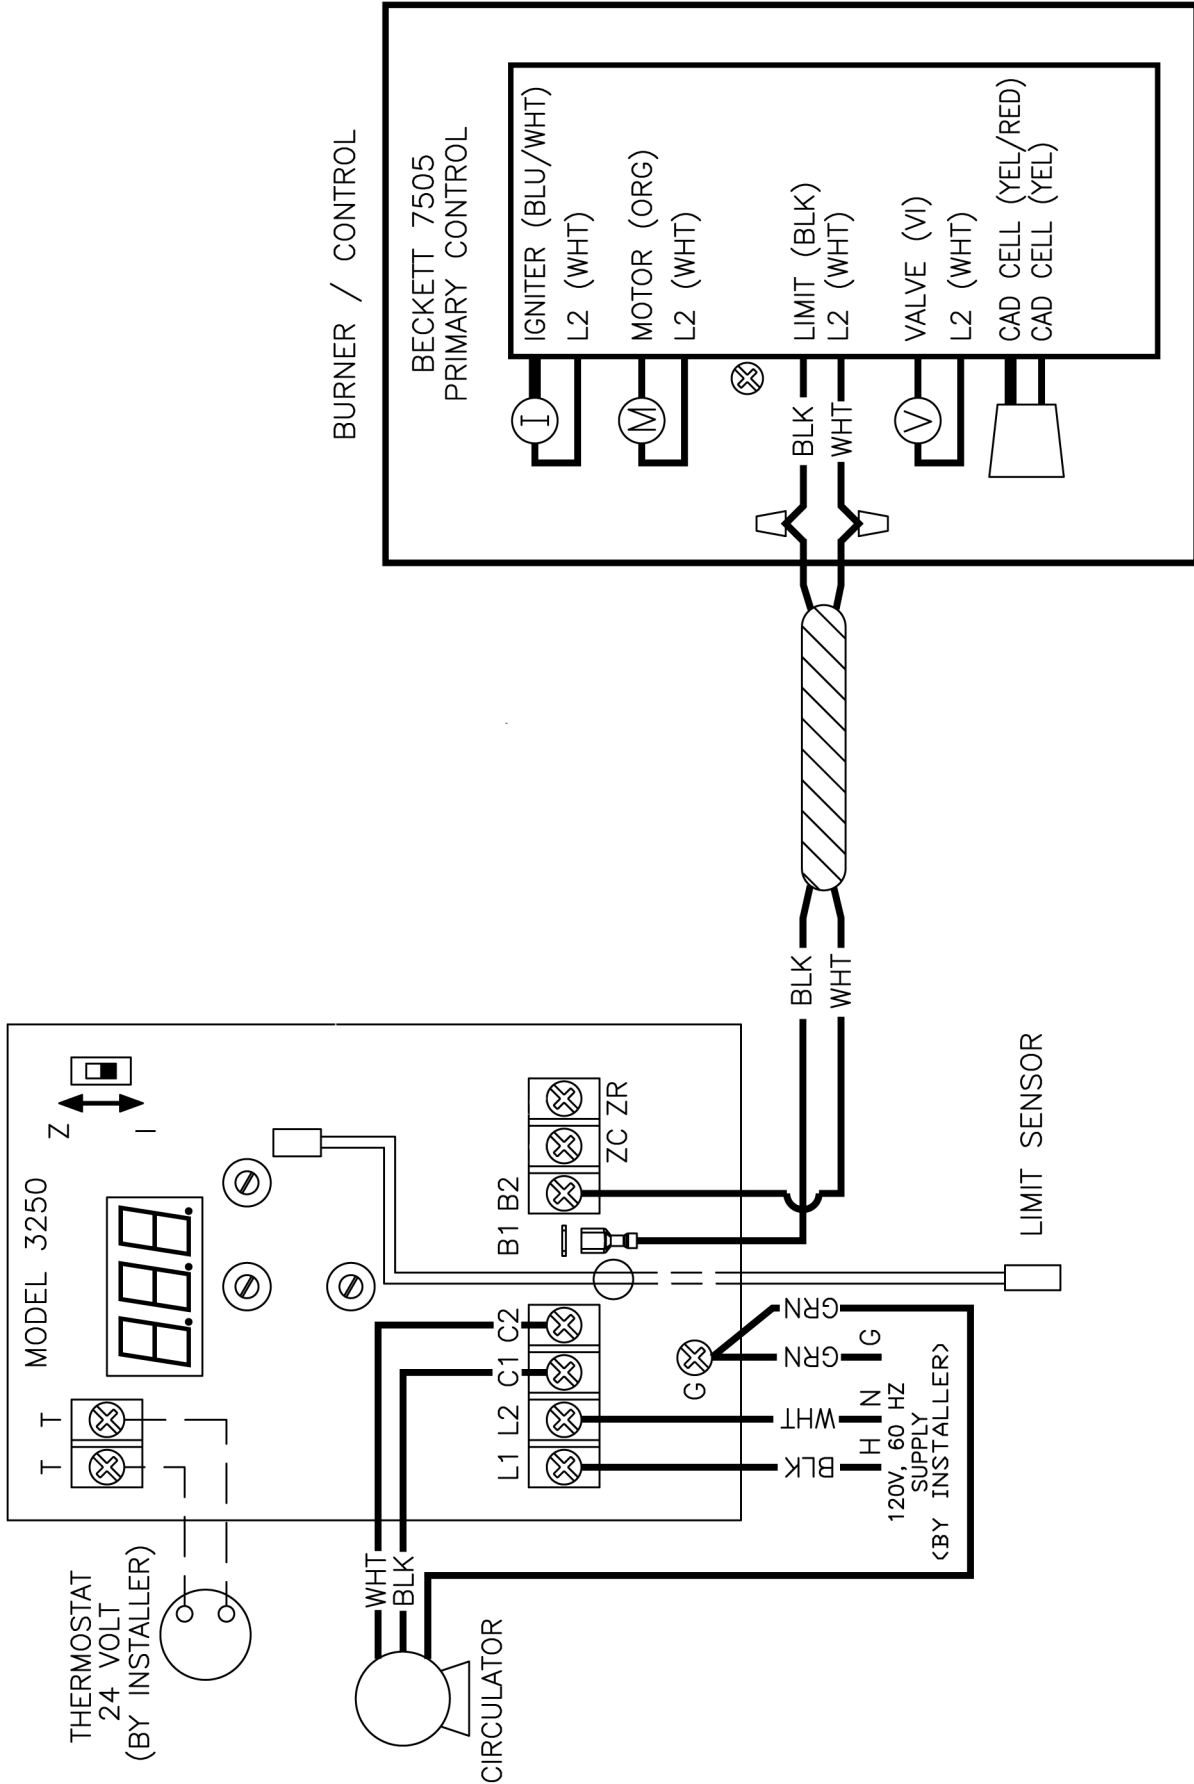 THERMOSTAT
24 VOLT
(BY INSTALLER)
T
T
MODEL 3250
Z
I
BURNER / CONTROL
BECKETT 7505
PRIMARY CONTROL
IGNITER (BLU/WHT)
L2 (WHT)
I
MOTOR (ORG)
L2 (WHT)
M
LIMIT (BLK)
L2 (WHT)
BLK
WHT
VALVE (VI)
L2 (WHT)
V
CAD CELL (YEL/RED)
CAD CELL (YEL)
WHT
BLK
CIRCULATOR
L1
L2
C1
C2
B1
B2
ZC
ZR
G
BLK
WHT
GRN
GRN
H
N
G
120V, 60 HZ
SUPPLY
<BY INSTALLER>
BLK
WHT
LIMIT SENSOR